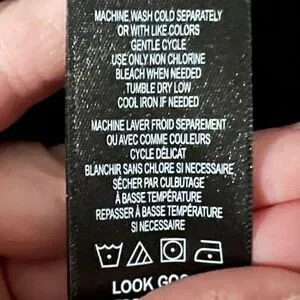 MACHINE WASH COLD SEPARATELY
OR WITH LIKE COLORS
GENTLE CYCLE
USE ONLY NON CHLORINE
BLEACH WHEN NEEDED
TUMBLE DRY LOW
COOL IRON IF NEEDED
MACHINE LAVER FROID SEPAREMENT
OU AVEC COMME COULEURS
CYCLE DÉLICAT
BLANCHIR SANS CHLORE SI NECESSAIRE
SÉCHER PAR CULBUTAGE
À BASSE TEMPÉRATURE
REPASSER À BASSE TEMPÉRATURE
SI NECESSAIRE
LOOK